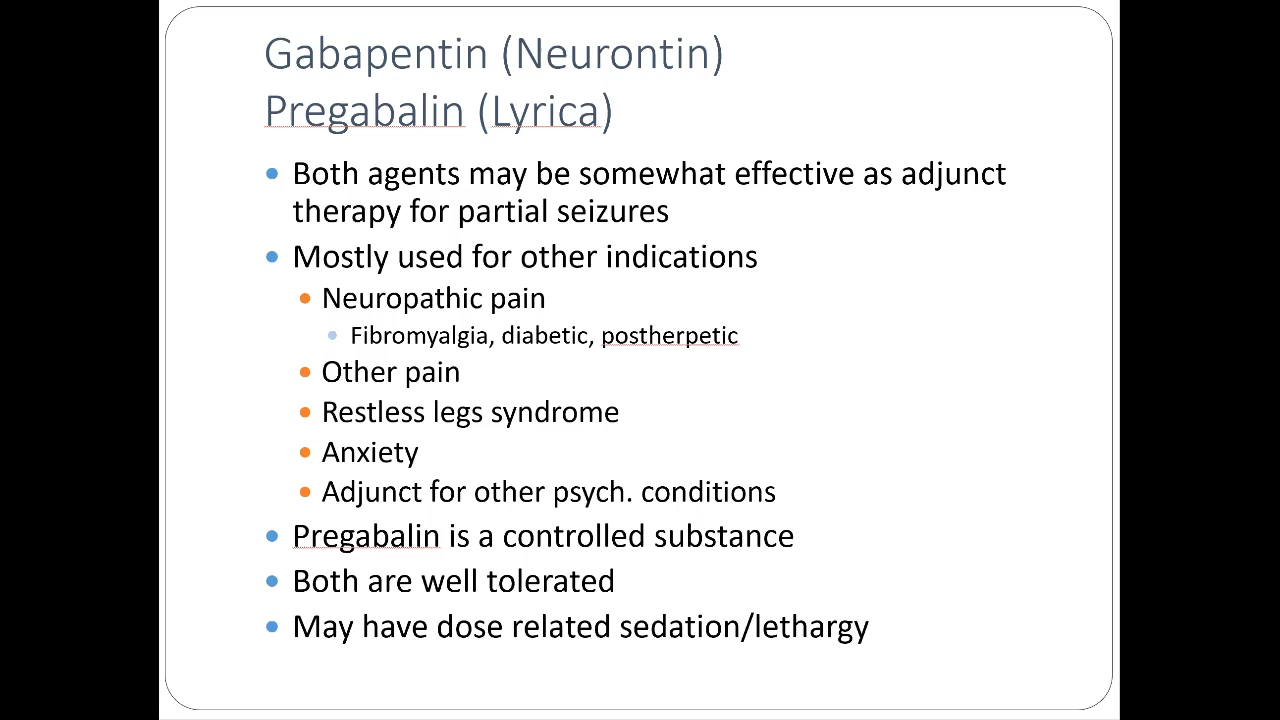 Gabapentin (Neurontin)
Pregabalin (Lyrica)
• Both agents may be somewhat effective as adjunct
therapy for partial seizures
• Mostly used for other indications
• Neuropathic pain
• Fibromyalgia, diabetic, postherpetic
• Other pain
• Restless legs syndrome
• Anxiety
• Adjunct for other psych. conditions
• Pregabalin is a controlled substance
• Both are well tolerated
• May have dose related sedation/lethargy